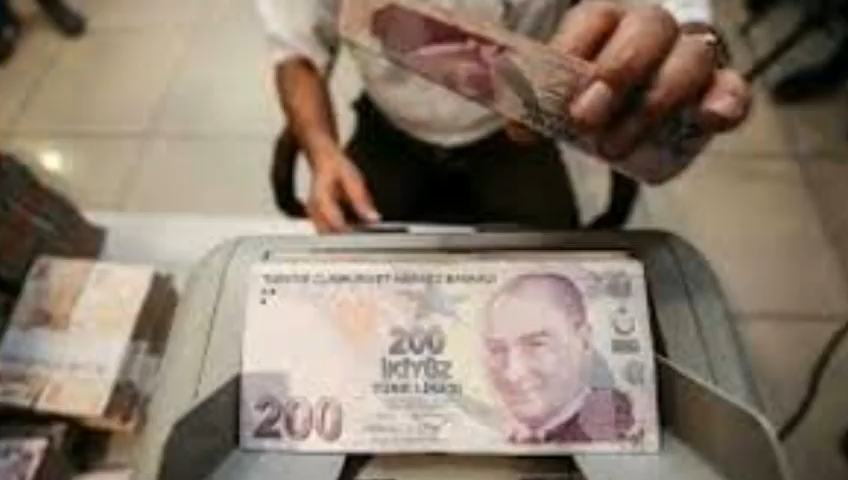 TÜRKİYE CUMHURİYET MERKEZ BANKASI
200
İKİYÜZ
TÜRK LİRASI
200